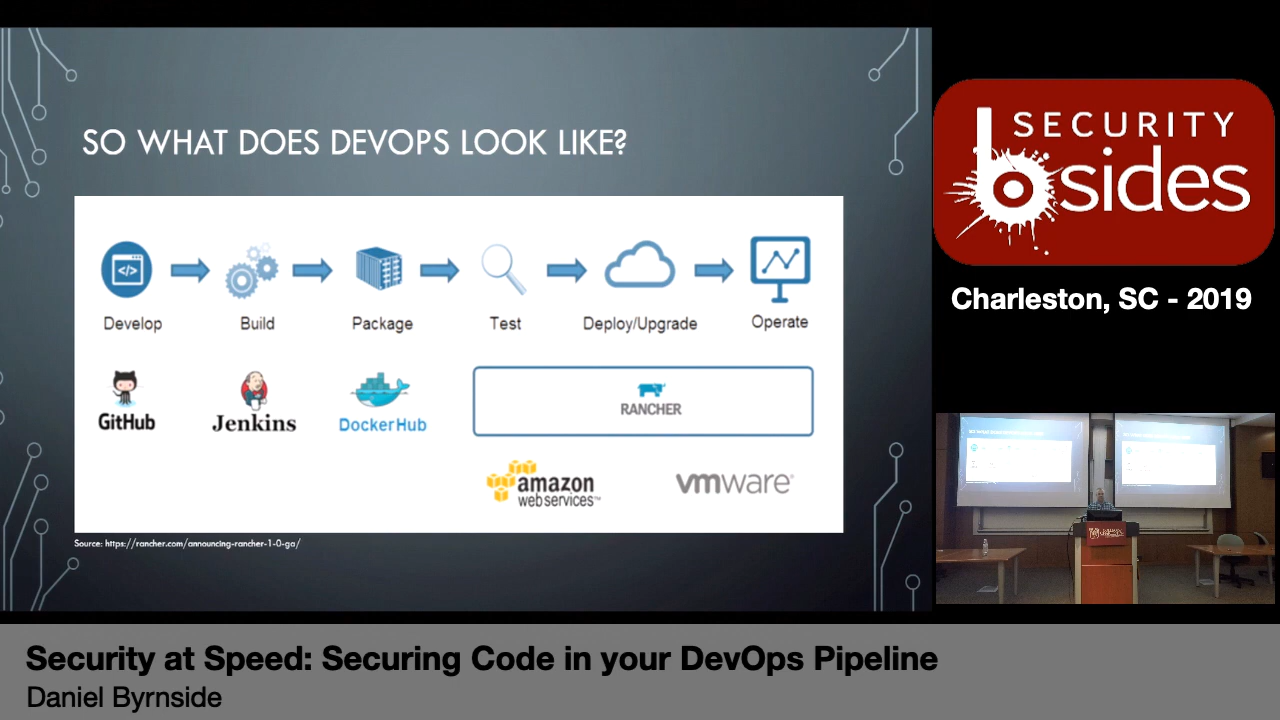 SO WHAT DOES DEVOPS LOOK LIKE?
Develop
Build
Package
Test
Deploy/Upgrade
Operate
GitHub
Jenkins
DockerHub
RANCHER
amazon
webservices™
vmware®
Source: https://rancher.com/announcing-rancher-1-0-ga/
SECURITY
bsides
Charleston, SC - 2019
Security at Speed: Securing Code in your DevOps Pipeline
Daniel Byrnside